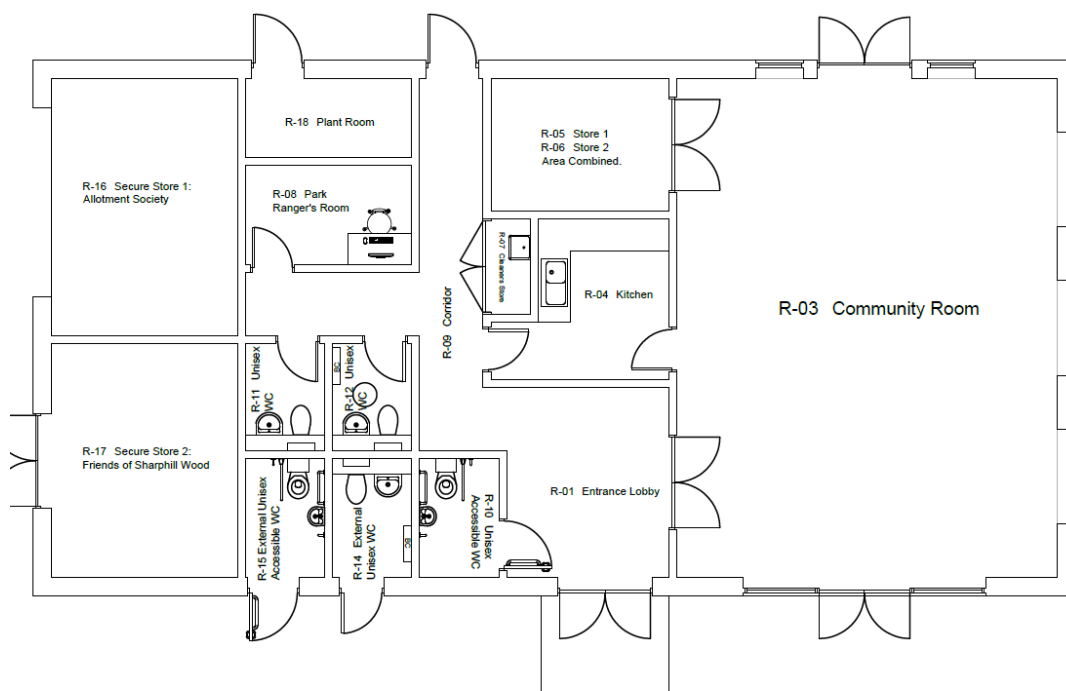 R-18 Plant Room
R-05 Store 1
R-06 Store 2
Area Combined.
R-16 Secure Store 1:
Allotment Society
R-08 Park
Ranger's Room
R-07 Cleaners Store
R-04 Kitchen
R-03 Community Room
R-09 Corridor
R-11 Unisex
WC
BC
R-12 Unisex
WC
R-17 Secure Store 2:
Friends of Sharphill Wood
R-01 Entrance Lobby
R-15 External Unisex
Accessible WC
R-14 External
Unisex WC
BC
R-10 Unisex
Accessible WC